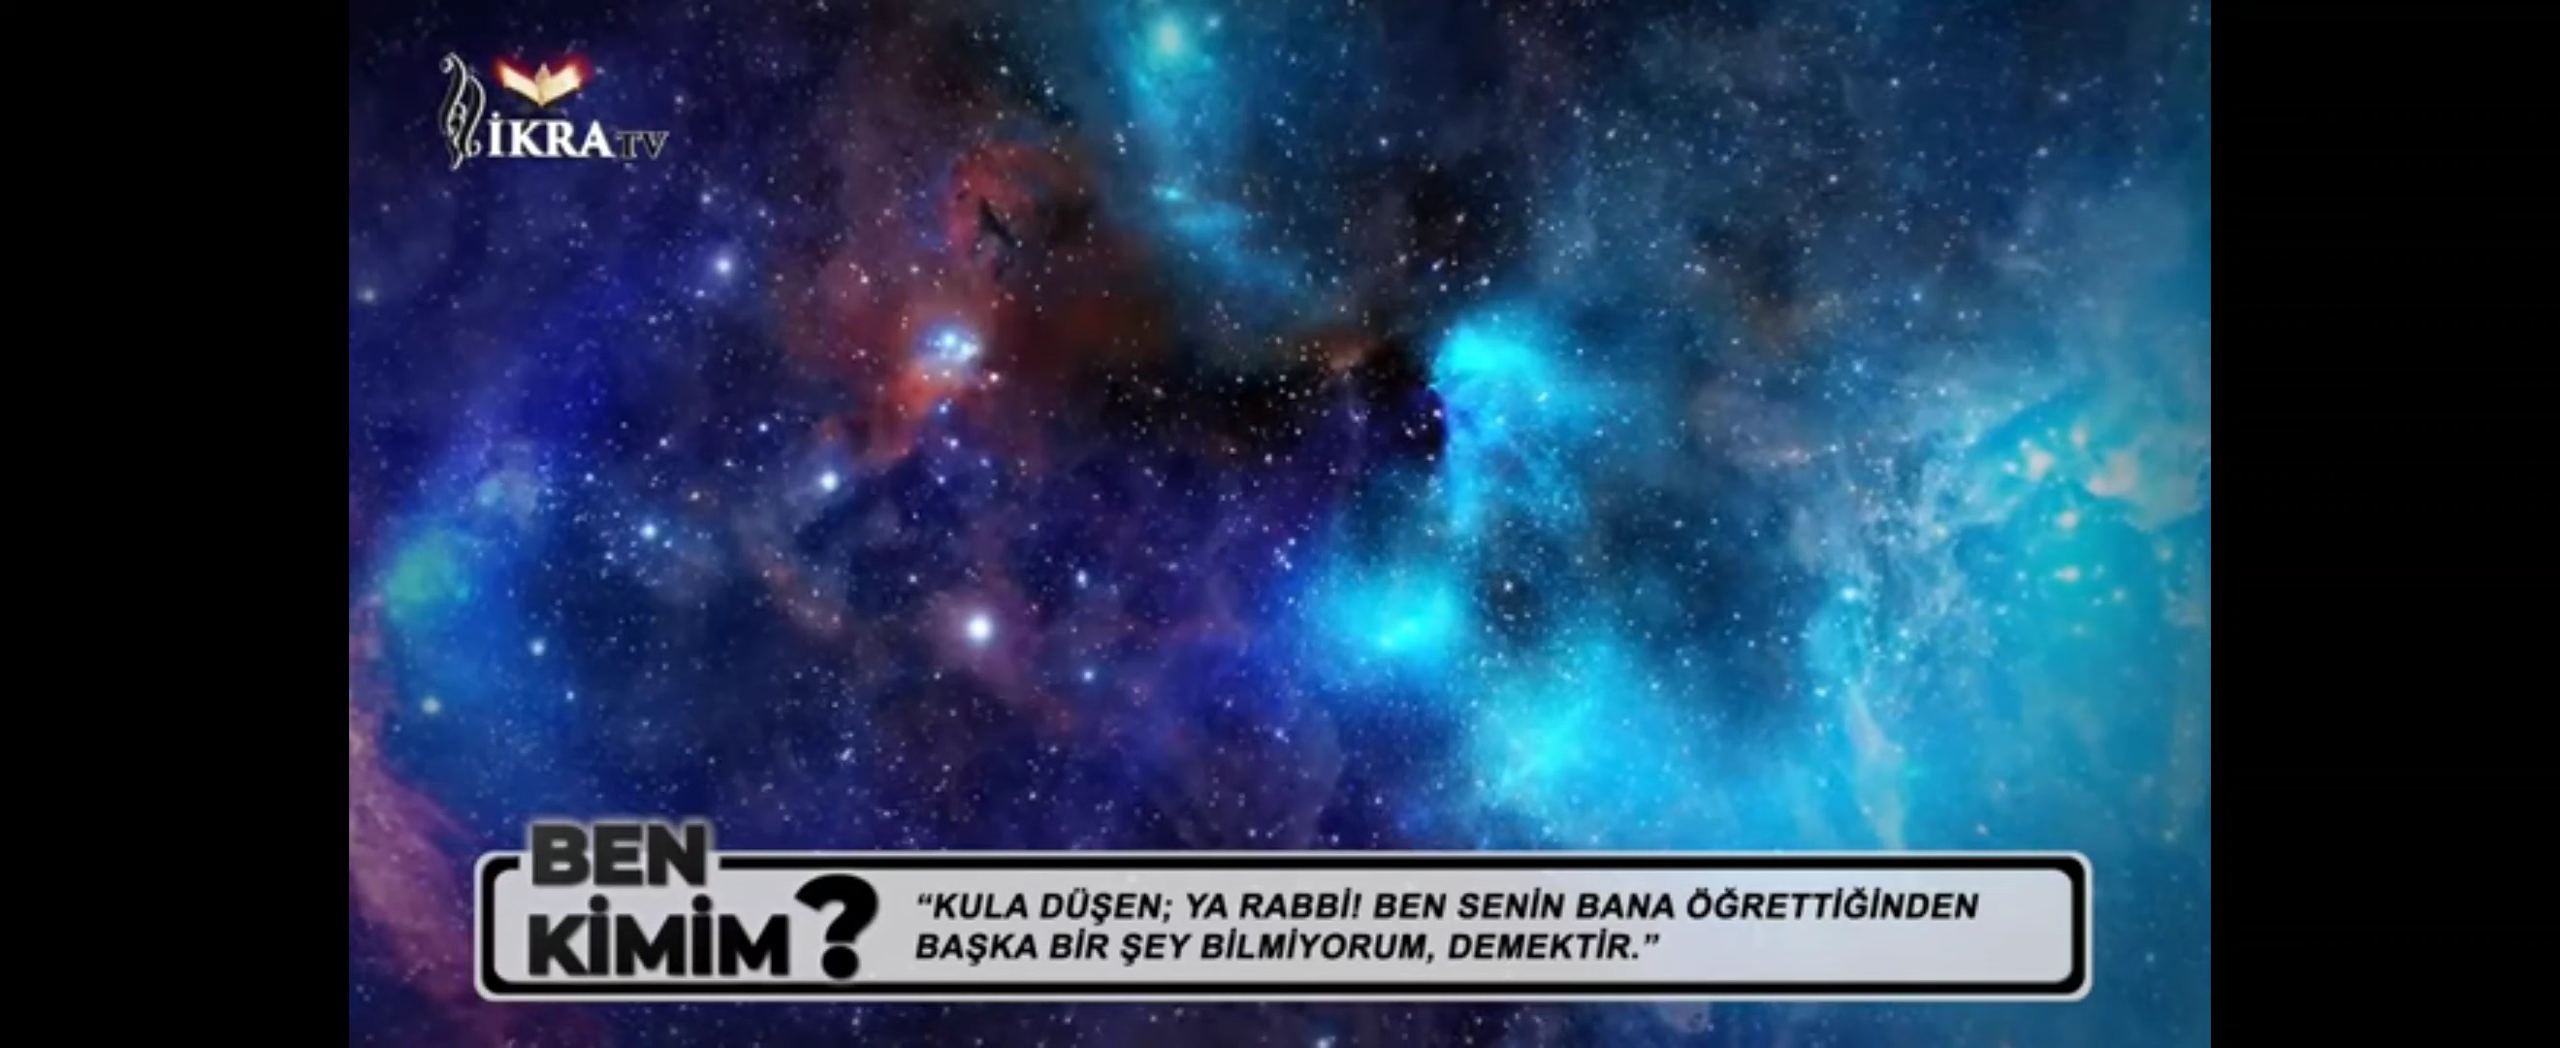 İKRA TV
BEN
KİMİM?
"KULA DÜŞEN; YA RABBİ! BEN SENİN BANA ÖĞRETTİĞİNDEN
BAŞKA BİR ŞEY BİLMİYORUM, DEMEKTİR."